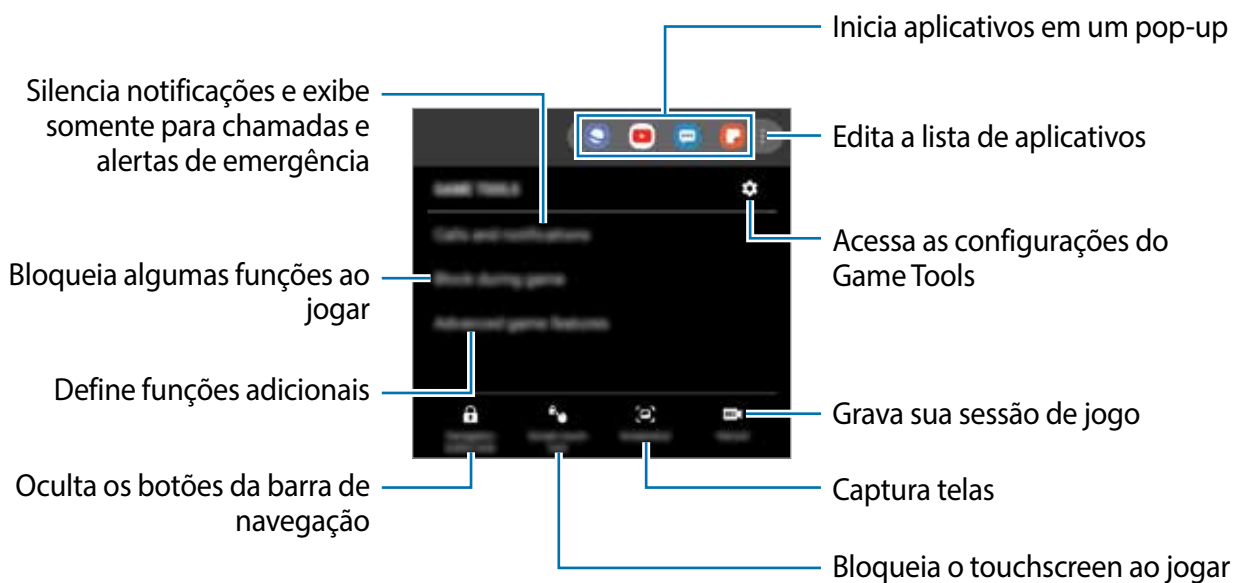 Inicia aplicativos em um pop-up
Silencia notificações e exibe
somente para chamadas e
alertas de emergência
Edita a lista de aplicativos
GAME TOOLS
Calls and notifications
Acessa as configurações do
Game Tools
Bloqueia algumas funções ao
jogar
Block during game
Advanced game features
Define funções adicionais
Grava sua sessão de jogo
Oculta os botões da barra de
navegação
Captura telas
Bloqueia o touchscreen ao jogar